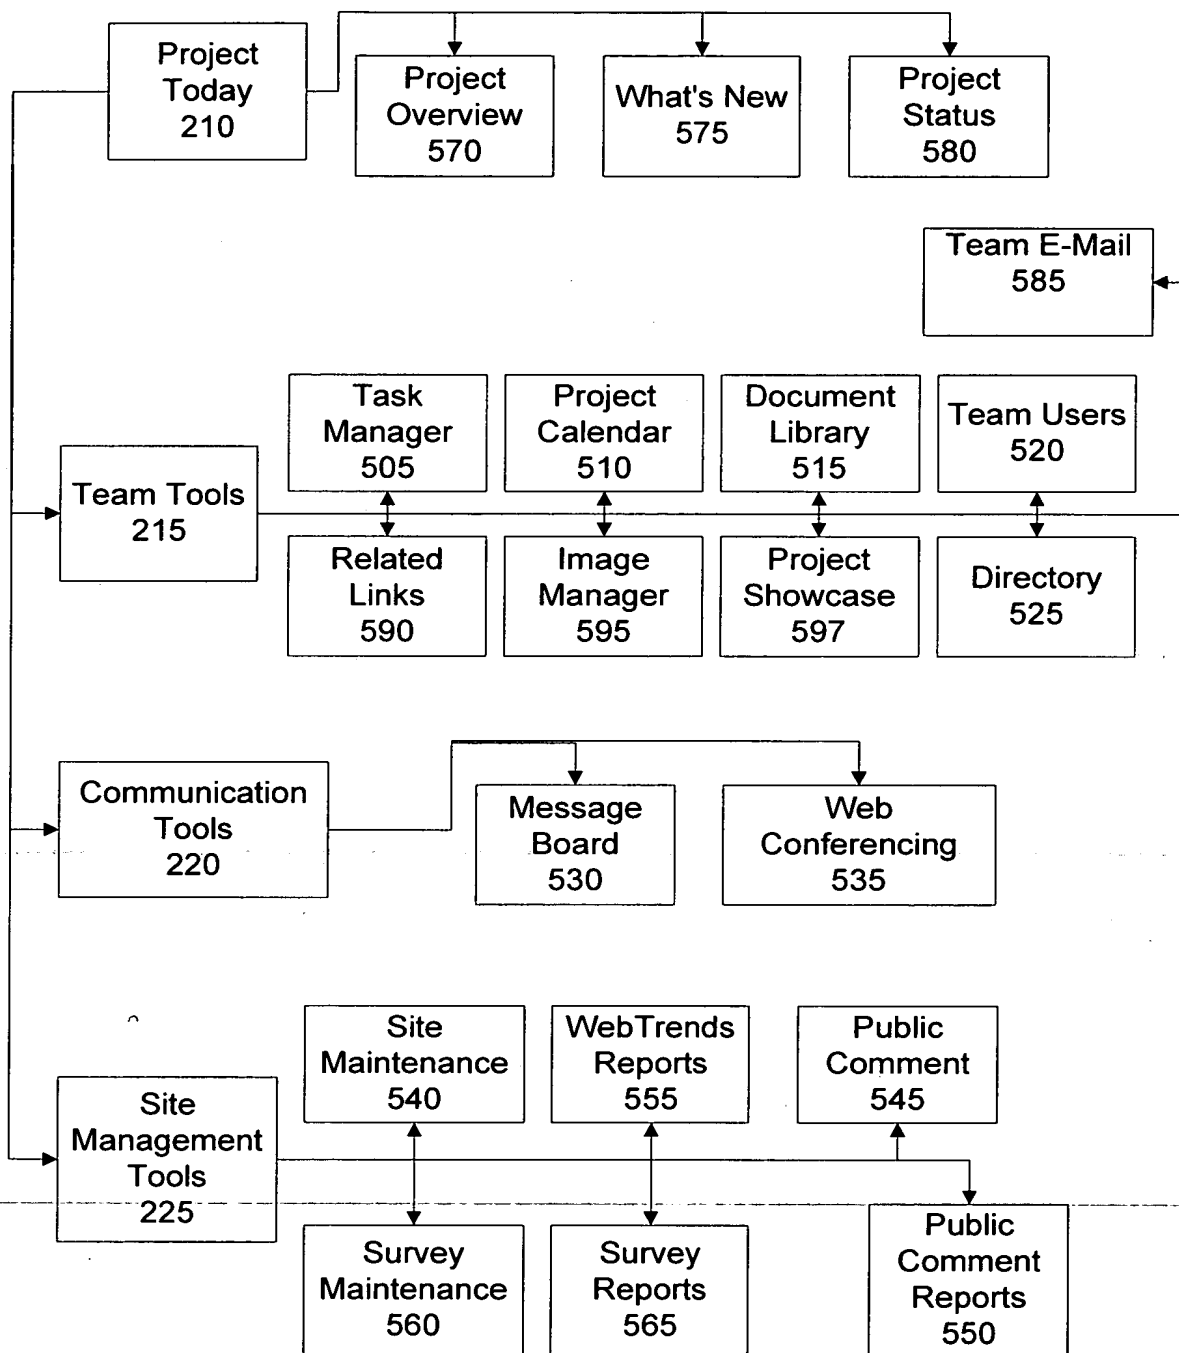 Project
Today
210
Project
Overview
570
What's New
575
Project
Status
580
Team E-Mail
585
Task
Manager
505
Project
Calendar
510
Document
Library
515
Team Users
520
Team Tools
215
Related
Links
590
Image
Manager
595
Project
Showcase
597
Directory
525
Communication
Tools
220
Message
Board
530
Web
Conferencing
535
Site
Maintenance
540
WebTrends
Reports
555
Public
Comment
545
Site
Management
Tools
225
Survey
Maintenance
560
Survey
Reports
565
Public
Comment
Reports
550